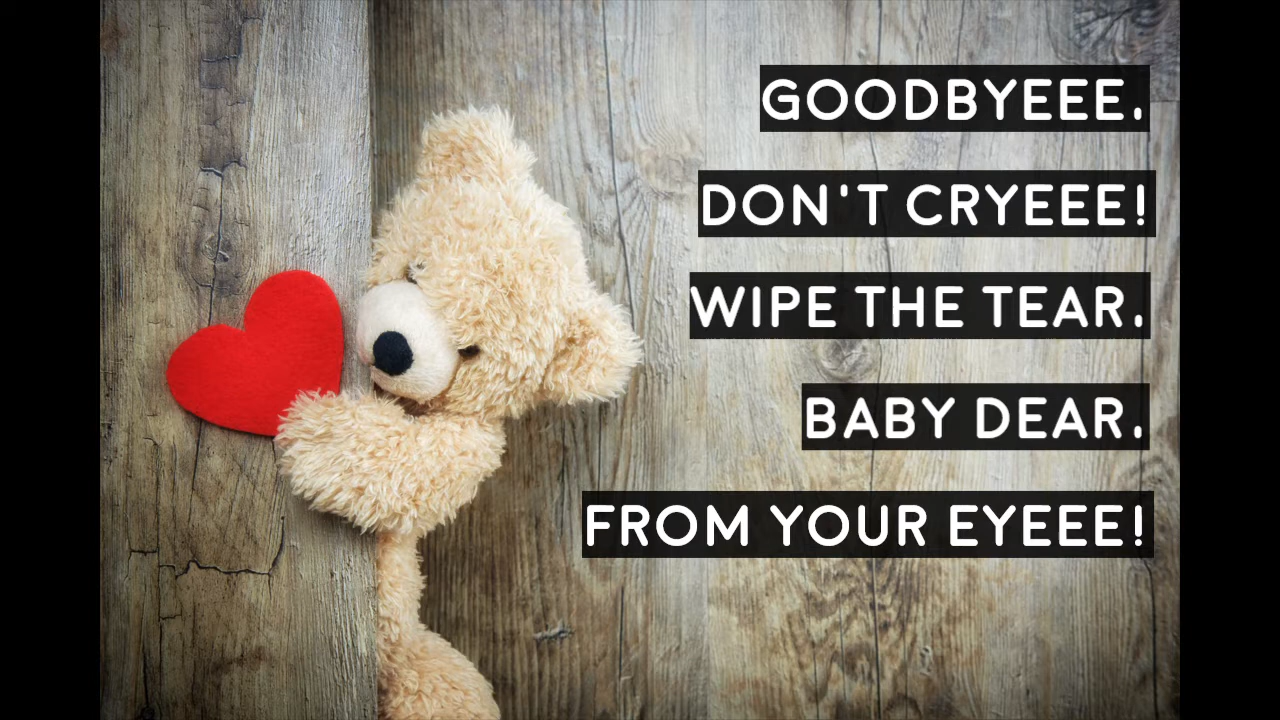 GOODBYEEE.
DON'T CRYEEE!
WIPE THE TEAR.
BABY DEAR.
FROM YOUR EYEEE!